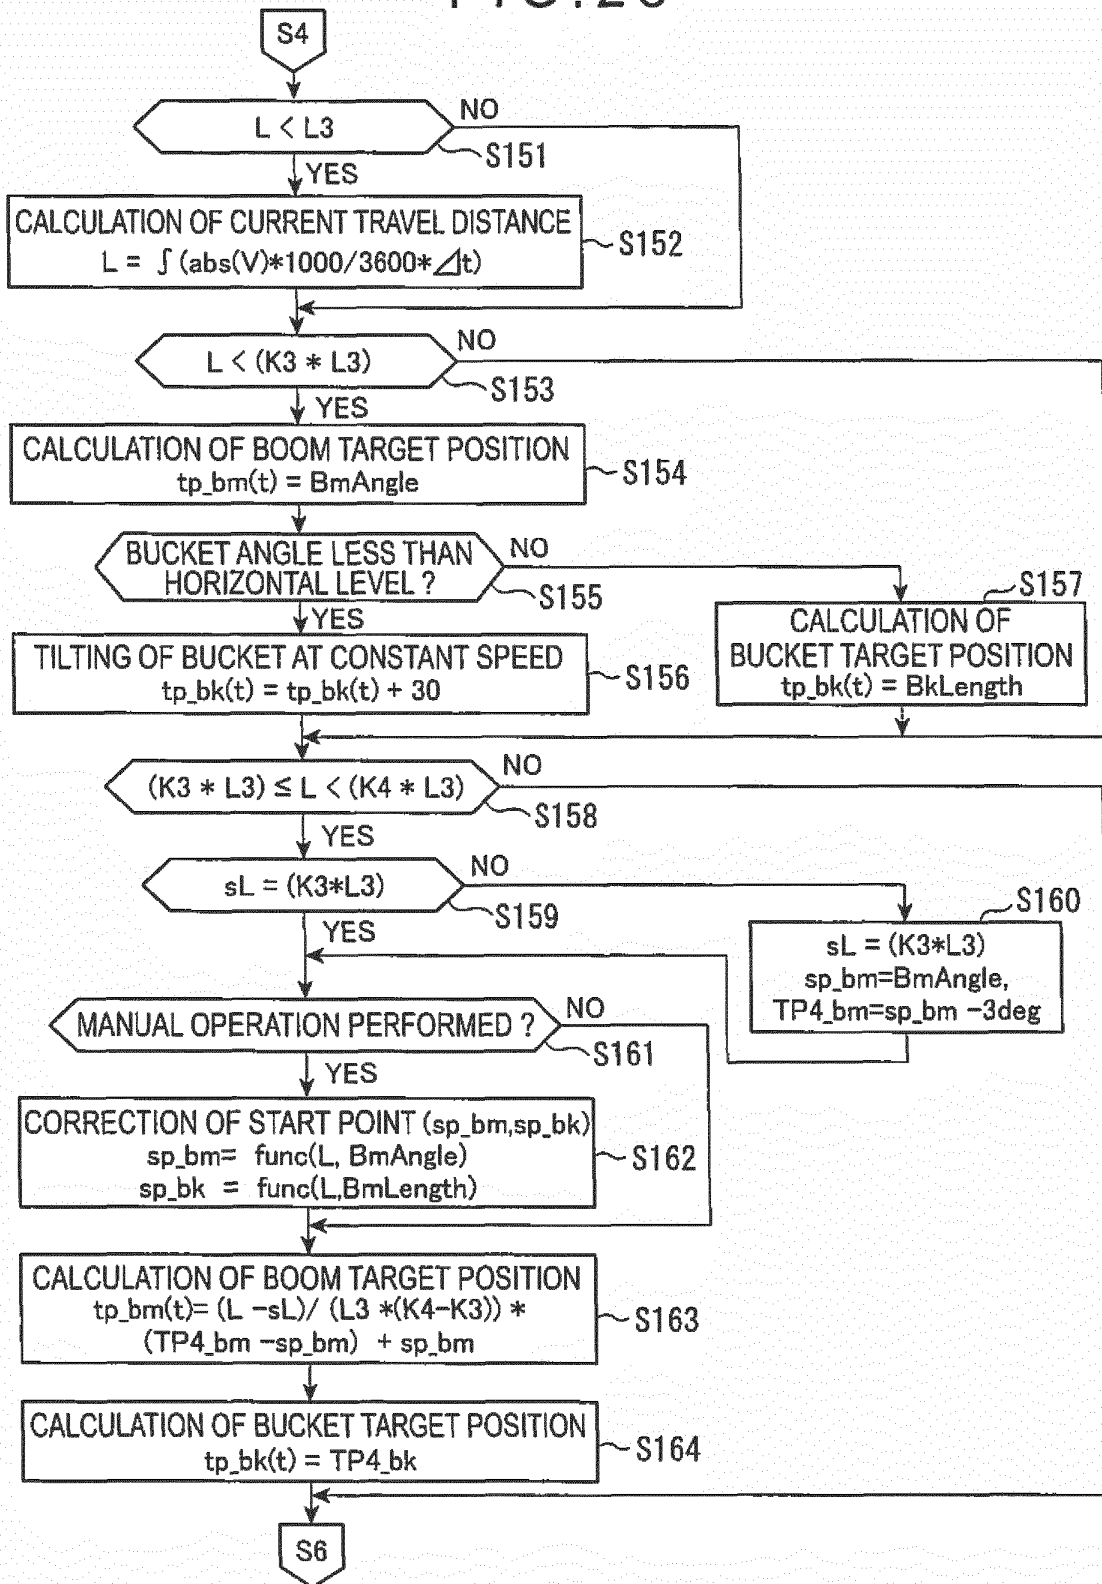 S4
L < L3
NO
S151
YES
CALCULATION OF CURRENT TRAVEL DISTANCE
L = ∫ (abs(V)*1000/3600*⊿t)
S152
L < (K3 * L3)
NO
S153
YES
CALCULATION OF BOOM TARGET POSITION
tp_bm(t) = BmAngle
S154
BUCKET ANGLE LESS THAN
HORIZONTAL LEVEL ?
NO
S155
YES
S157
CALCULATION OF
BUCKET TARGET POSITION
tp_bk(t) = BkLength
TILTING OF BUCKET AT CONSTANT SPEED
tp_bk(t) = tp_bk(t) + 30
S156
(K3 * L3) ≤ L < (K4 * L3)
NO
S158
YES
sL = (K3*L3)
NO
S159
YES
S160
sL = (K3*L3)
sp_bm=BmAngle,
TP4_bm=sp_bm −3deg
MANUAL OPERATION PERFORMED ?
NO
S161
YES
CORRECTION OF START POINT (sp_bm,sp_bk)
sp_bm= func(L, BmAngle)
sp_bk = func(L,BmLength)
S162
CALCULATION OF BOOM TARGET POSITION
tp_bm(t)= (L −sL)/ (L3 *(K4−K3)) *
(TP4_bm −sp_bm) + sp_bm
S163
CALCULATION OF BUCKET TARGET POSITION
tp_bk(t) = TP4_bk
S164
S6